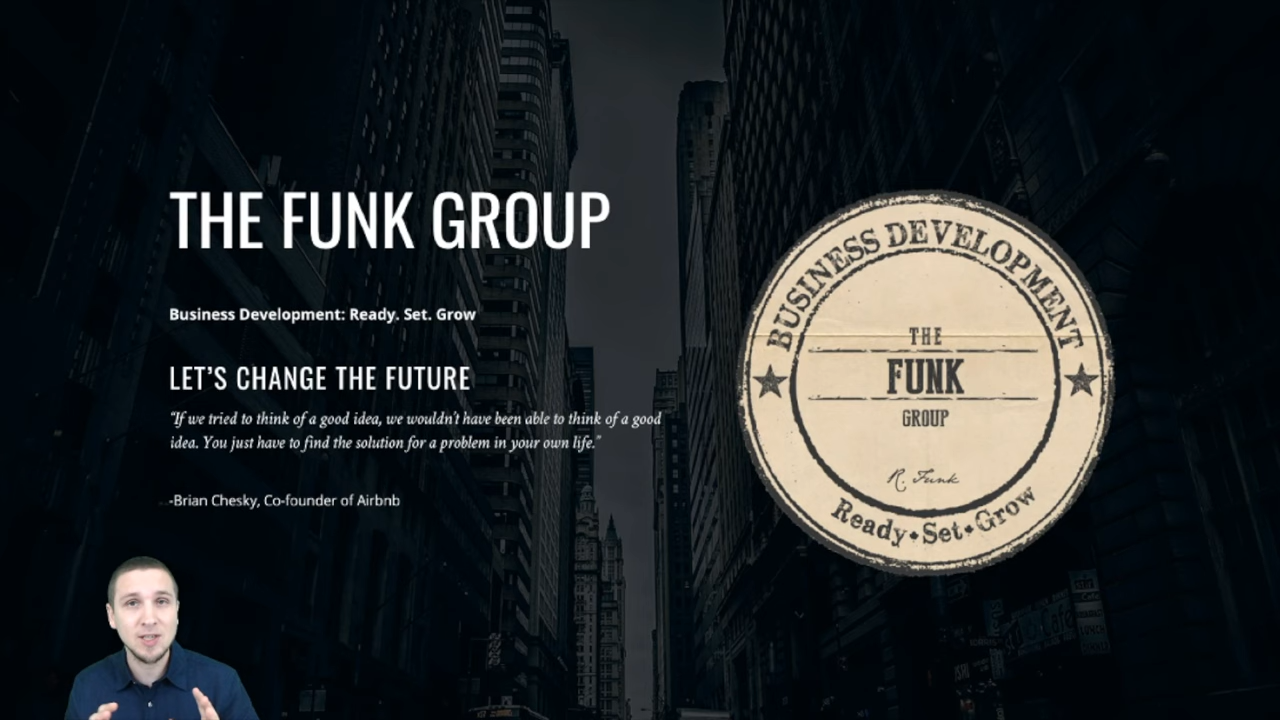 THE FUNK GROUP
Business Development: Ready. Set. Grow
LET’S CHANGE THE FUTURE
“If we tried to think of a good idea, we wouldn’t have been able to think of a good
idea. You just have to find the solution for a problem in your own life.”
-Brian Chesky, Co-founder of Airbnb
BUSINESS DEVELOPMENT
THE
FUNK
GROUP
R. Funk
Ready•Set•Grow